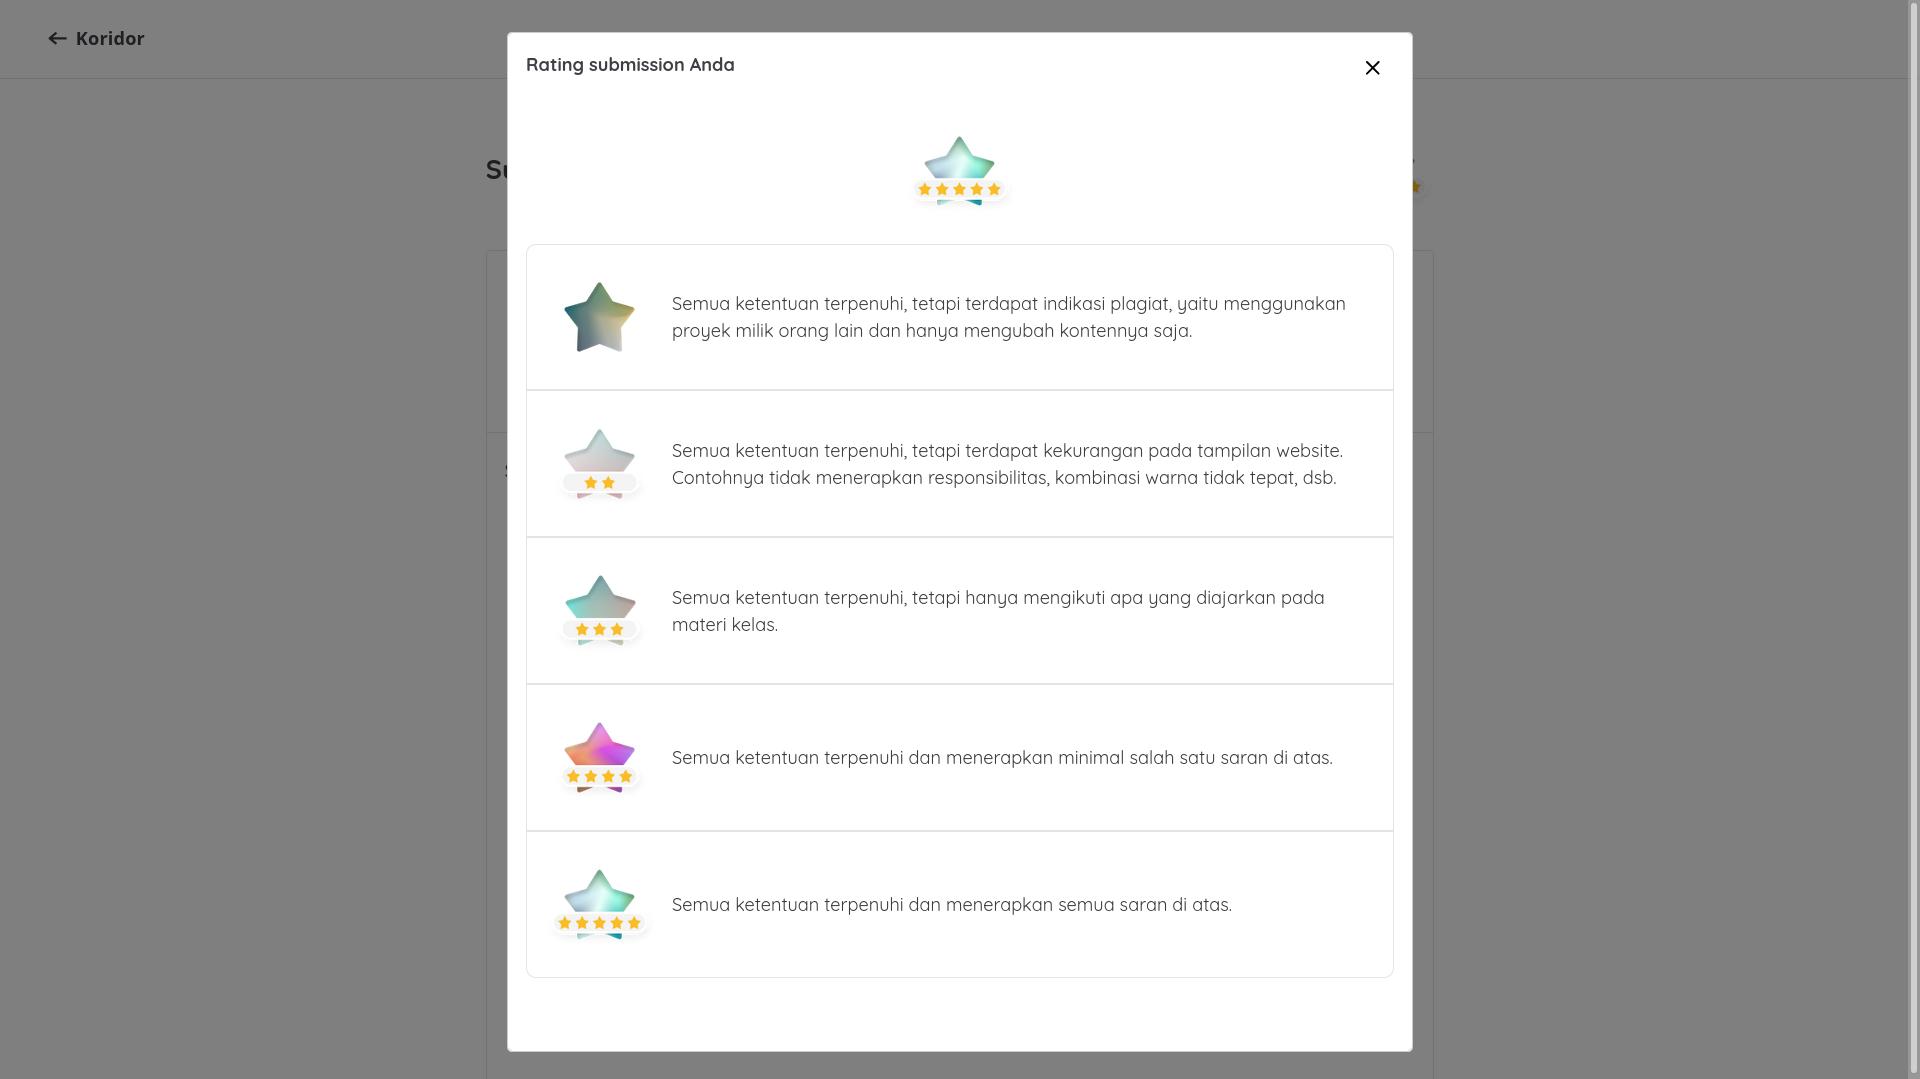 Koridor
Rating submission Anda
Su
Semua ketentuan terpenuhi, tetapi terdapat indikasi plagiat, yaitu menggunakan
proyek milik orang lain dan hanya mengubah kontennya saja.
Semua ketentuan terpenuhi, tetapi terdapat kekurangan pada tampilan website.
Contohnya tidak menerapkan responsibilitas, kombinasi warna tidak tepat, dsb.
Semua ketentuan terpenuhi, tetapi hanya mengikuti apa yang diajarkan pada
materi kelas.
Semua ketentuan terpenuhi dan menerapkan minimal salah satu saran di atas.
Semua ketentuan terpenuhi dan menerapkan semua saran di atas.